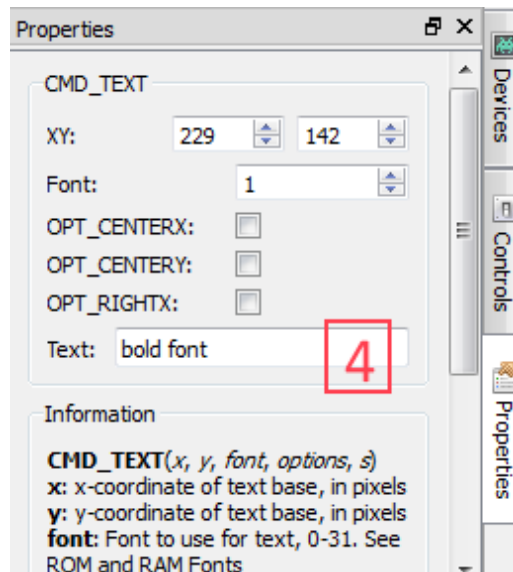 Properties
CMD_TEXT
XY: 229 142
Font: 1
OPT_CENTERX:
OPT_CENTERY:
OPT_RIGHTX:
Text: bold font
4
Information
CMD_TEXT(x, y, font, options, s)
x: x-coordinate of text base, in pixels
y: y-coordinate of text base, in pixels
font: Font to use for text, 0-31. See
ROM and RAM Fonts
Devices
Controls
Properties